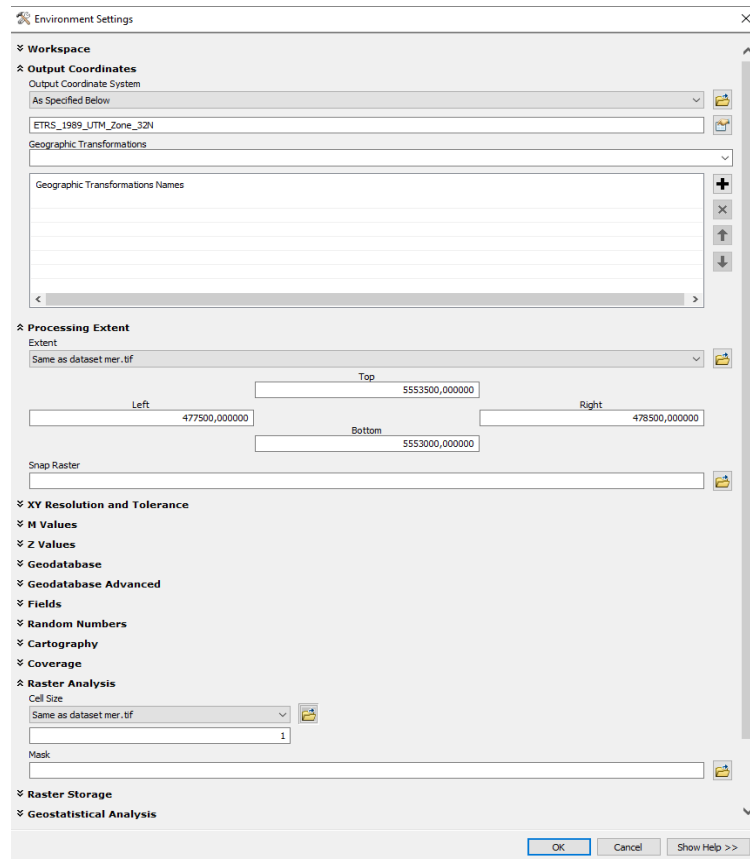 Environment Settings
Workspace
Output Coordinates
Output Coordinate System
As Specified Below
ETRS_1989_UTM_Zone_32N
Geographic Transformations
Geographic Transformations Names
Processing Extent
Extent
Same as dataset mer.tif
Top
5553500,000000
Left
Right
477500,000000
478500,000000
Bottom
5553000,000000
Snap Raster
XY Resolution and Tolerance
M Values
Z Values
Geodatabase
Geodatabase Advanced
Fields
Random Numbers
Cartography
Coverage
Raster Analysis
Cell Size
Same as dataset mer.tif
1
Mask
Raster Storage
Geostatistical Analysis
OK
Cancel
Show Help >>